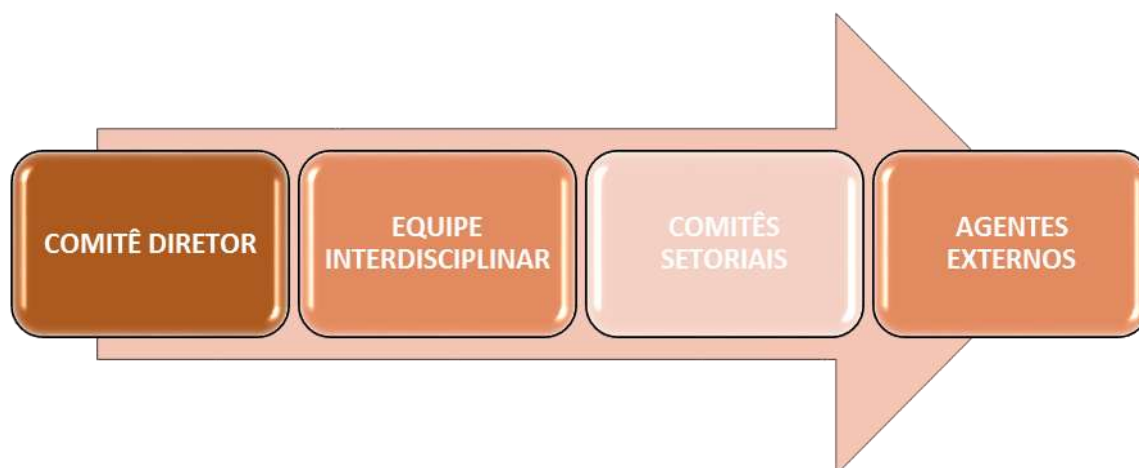 COMITÊ DIRETOR
EQUIPE
INTERDISCIPLINAR
COMITÊS
SETORIAIS
AGENTES
EXTERNOS